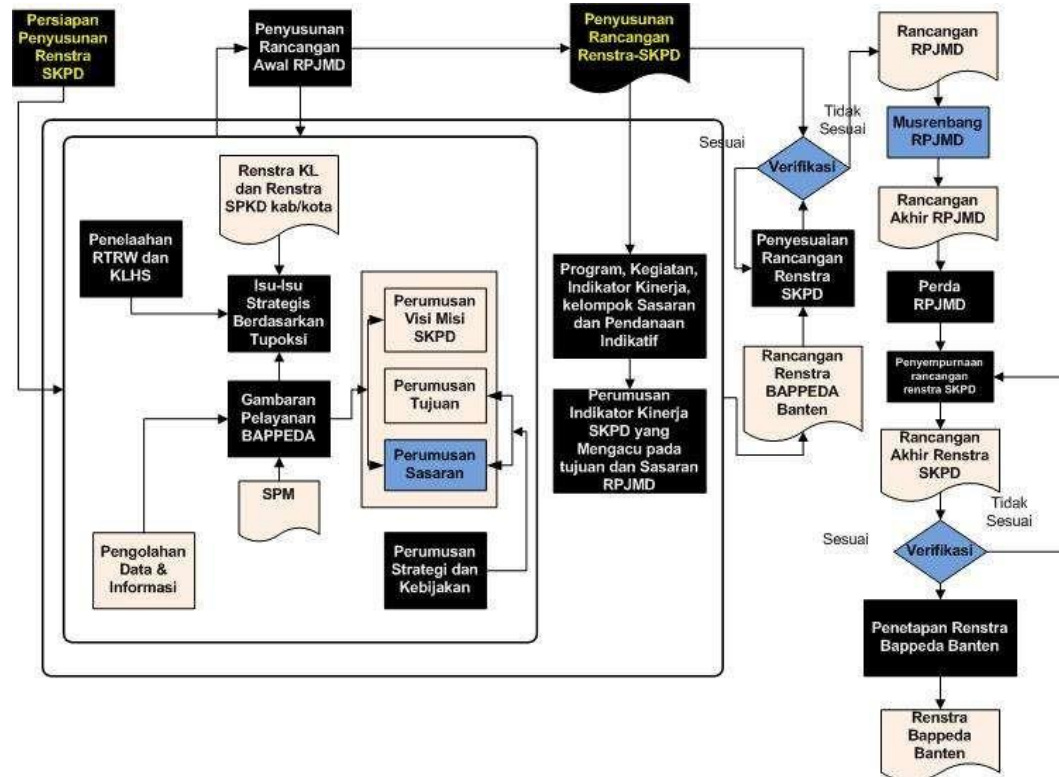 Persiapan
Penyusunan
Renstra
SKPD
Penyusunan
Rancangan
Awal RPJMD
Penyusunan
Rancangan
Renstra-SKPD
Rancangan
RPJMD
Tidak
Sesuai
Sesuai
Verifikasi
Musrenbang
RPJMD
Renstra KL
dan Renstra
SPKD kab/kota
Rancangan
Akhir RPJMD
Penelaahan
RTRW dan
KLHS
Isu-Isu
Strategis
Berdasarkan
Tupoksi
Perumusan
Visi Misi
SKPD
Program, Kegiatan,
Indikator Kinerja,
kelompok Sasaran
dan Pendanaan
Indikatif
Penyesuaian
Rancangan
Renstra
SKPD
Perda
RPJMD
Gambaran
Pelayanan
BAPPEDA
Perumusan
Tujuan
Perumusan
Sasaran
Perumusan
Indikator Kinerja
SKPD yang
Mengacu pada
tujuan dan Sasaran
RPJMD
Rancangan
Renstra
BAPPEDA
Banten
Penyempurnaan
rancangan
renstra SKPD
Rancangan
Akhir Renstra
SKPD
SPM
Tidak
Sesuai
Sesuai
Verifikasi
Pengolahan
Data &
Informasi
Perumusan
Strategi dan
Kebijakan
Penetapan Renstra
Bappeda Banten
Renstra
Bappeda
Banten